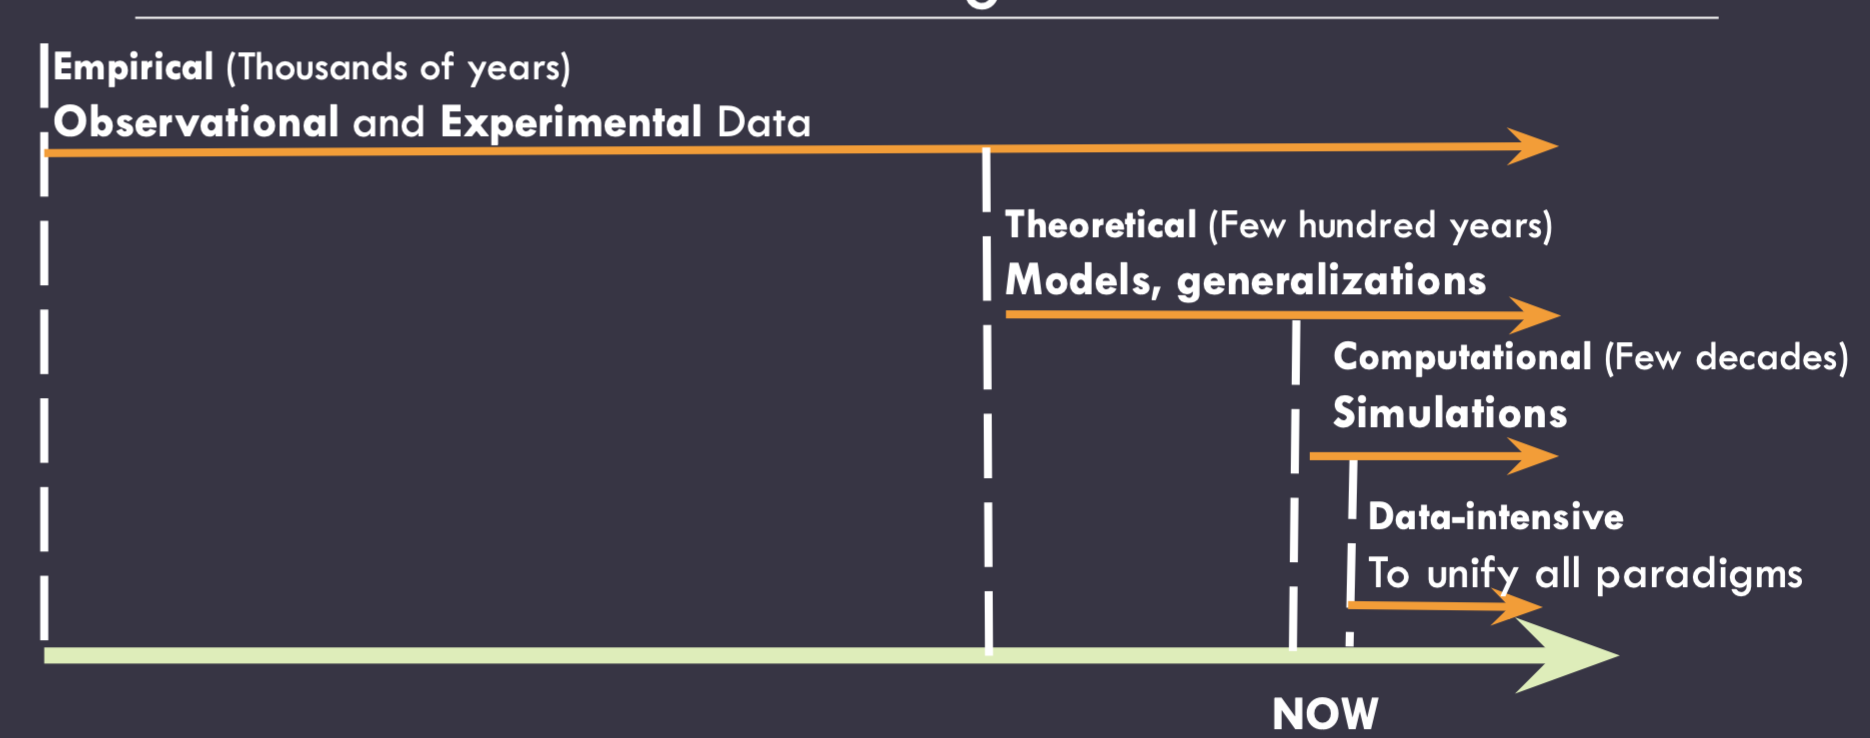 Empirical (Thousands of years)
Observational and Experimental Data
Theoretical (Few hundred years)
Models, generalizations
Computational (Few decades)
Simulations
Data-intensive
To unify all paradigms
NOW